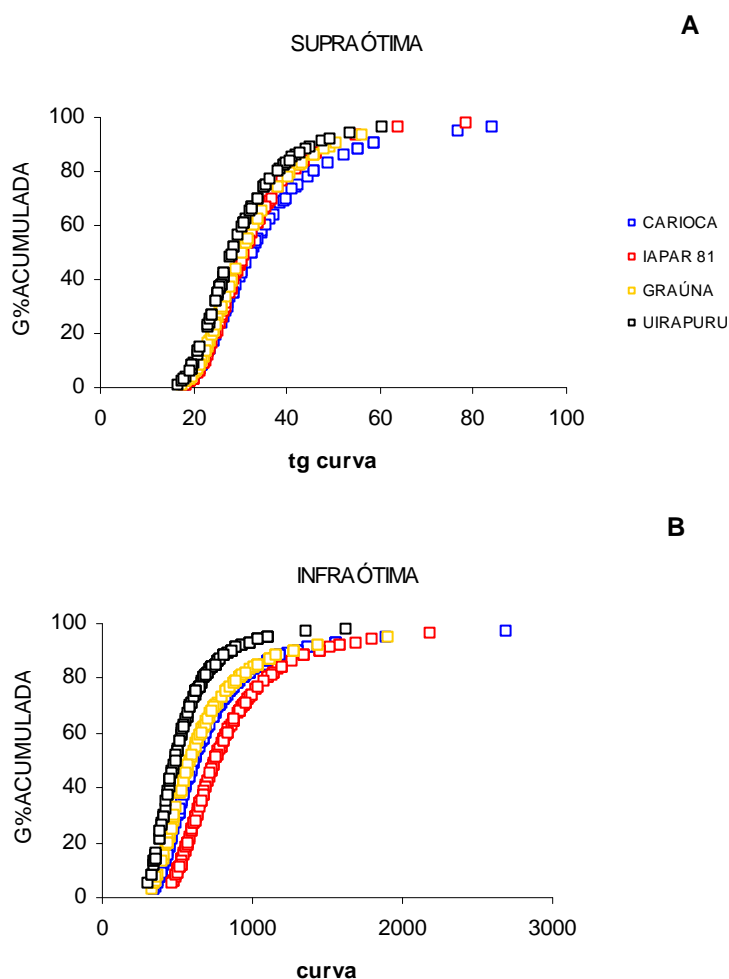 A
SUPRA ÓTIMA
G%ACUMULADA
100
80
60
40
20
0
0 20 40 60 80 100
tg curva
CARIOCA
IAPAR 81
GRAÚNA
UIRAPURU
B
INFRA ÓTIMA
G%ACUMULADA
100
80
60
40
20
0
0 1000 2000 3000
curva